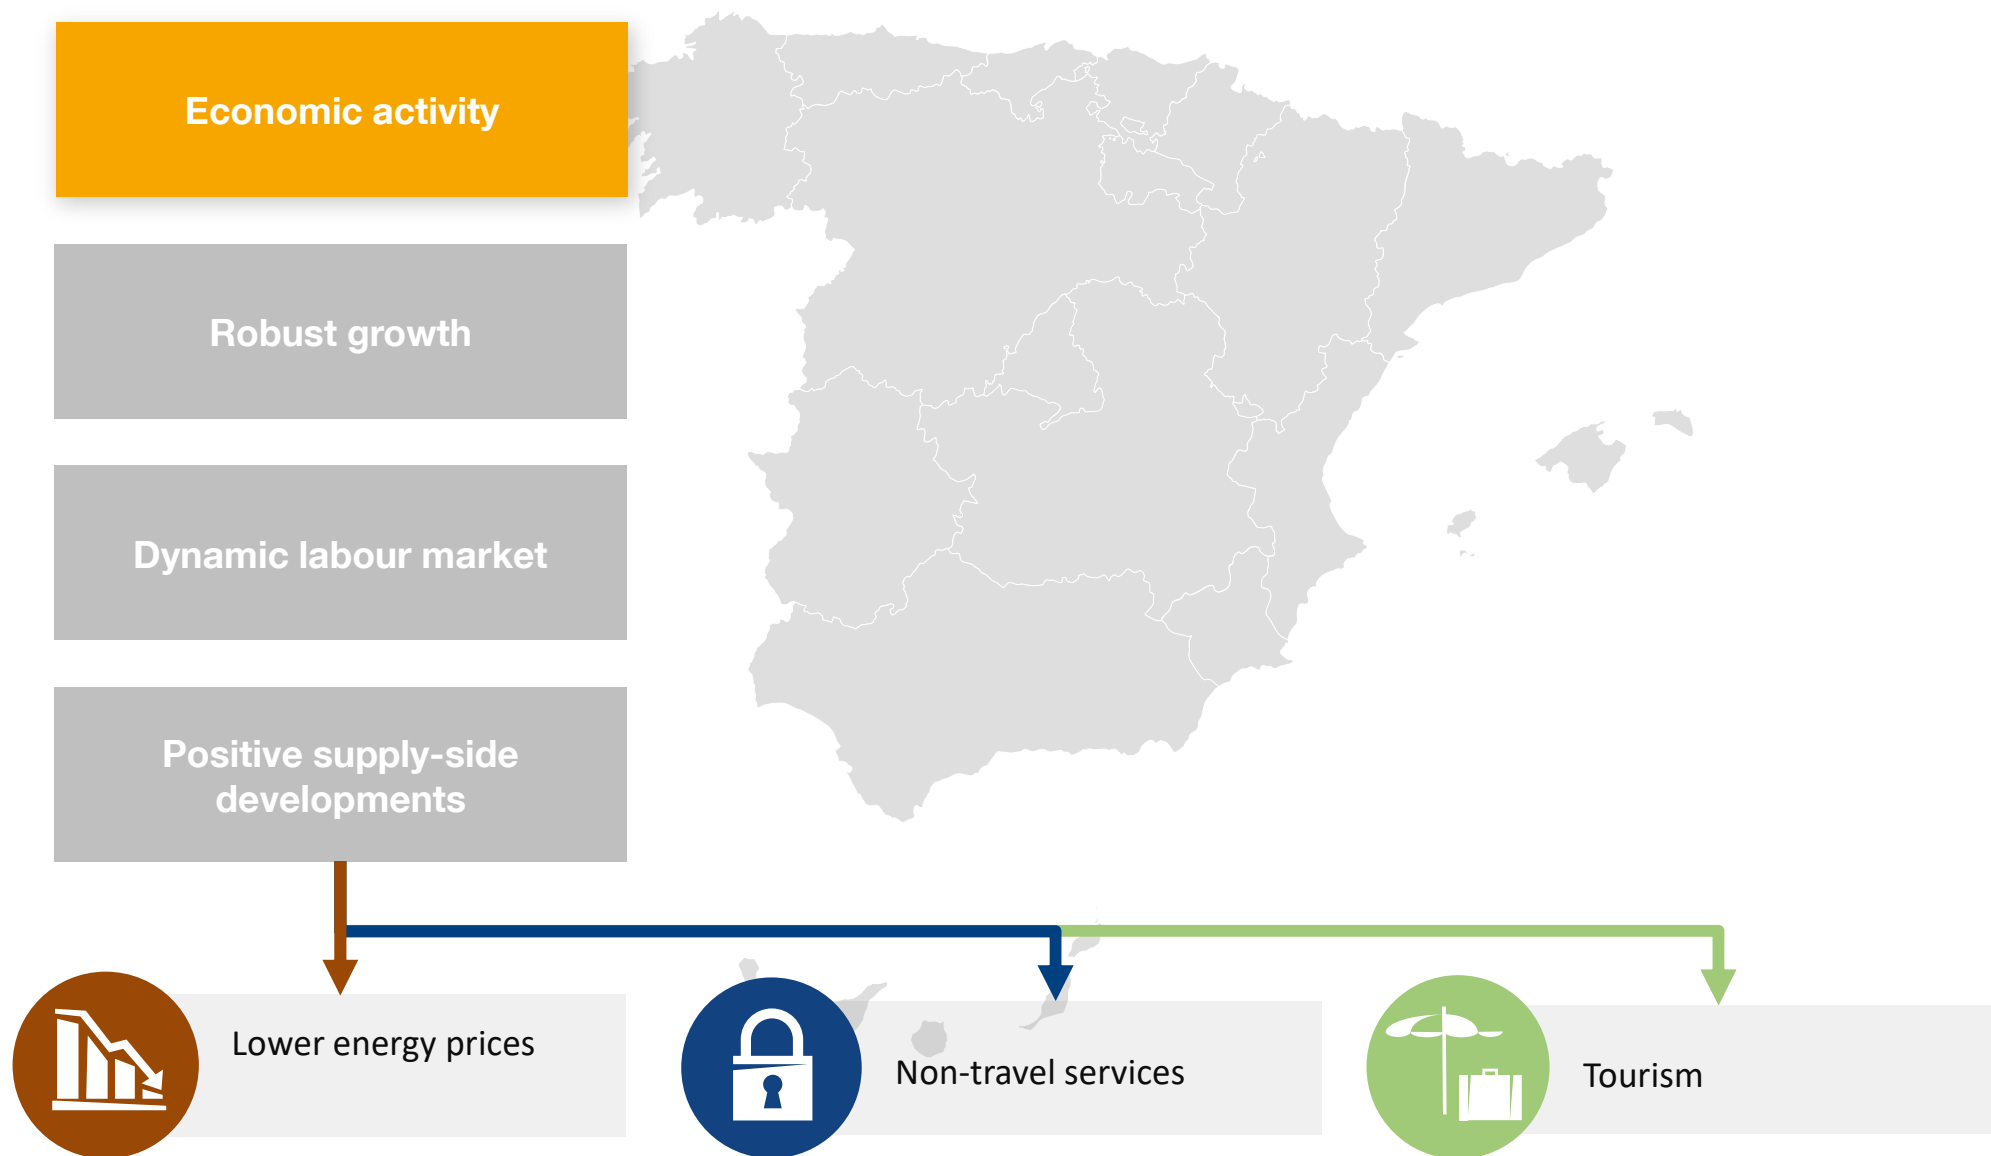 Economic activity
Robust growth
Dynamic labour market
Positive supply-side
developments
Lower energy prices
Non-travel services
Tourism